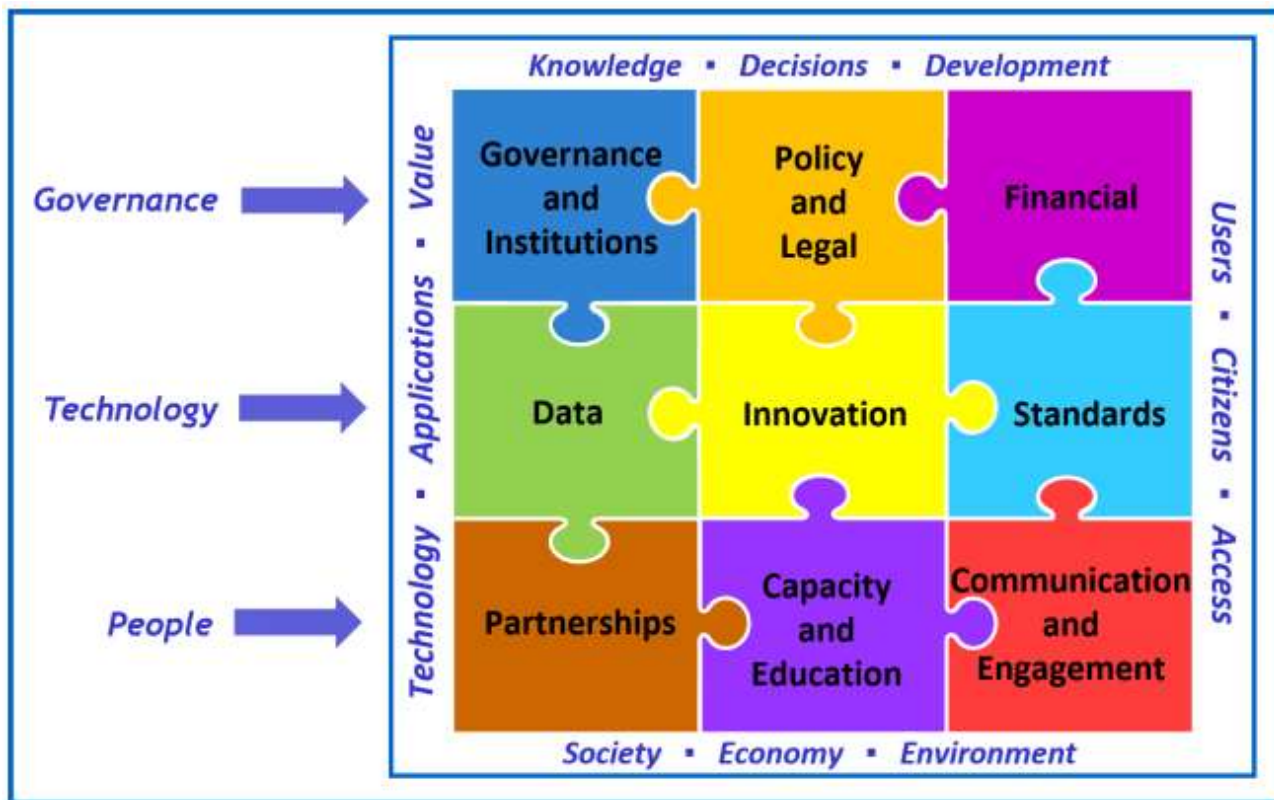 Knowledge ▪ Decisions ▪ Development
Governance
Technology ▪ Applications ▪ Value
Governance
and
Institutions
Policy
and
Legal
Financial
Users ▪ Citizens ▪ Access
Technology
Data
Innovation
Standards
People
Partnerships
Capacity
and
Education
Communication
and
Engagement
Society ▪ Economy ▪ Environment